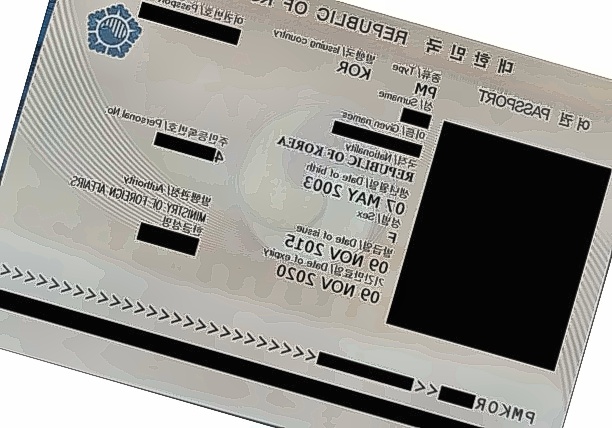 대한민국 REPUBLIC OF K
여권 PASSPORT
종류/Type
PM
발행국/Issuing country
KOR
여권번호/Passport
성/Surname
이름/Given names
국적/Nationality
REPUBLIC OF KOREA
생년월일/Date of birth
07 MAY 2003
주민등록번호/Personal No
4
성별/Sex
F
발급일/Date of issue
09 NOV 2015
발행관청/Authority
MINISTRY OF FOREIGN AFFAIRS
기간만료일/Date of expiry
09 NOV 2020
한글성명
PMKOR <<<<<<<<<<<<<<<<<<<<<<<<<<<